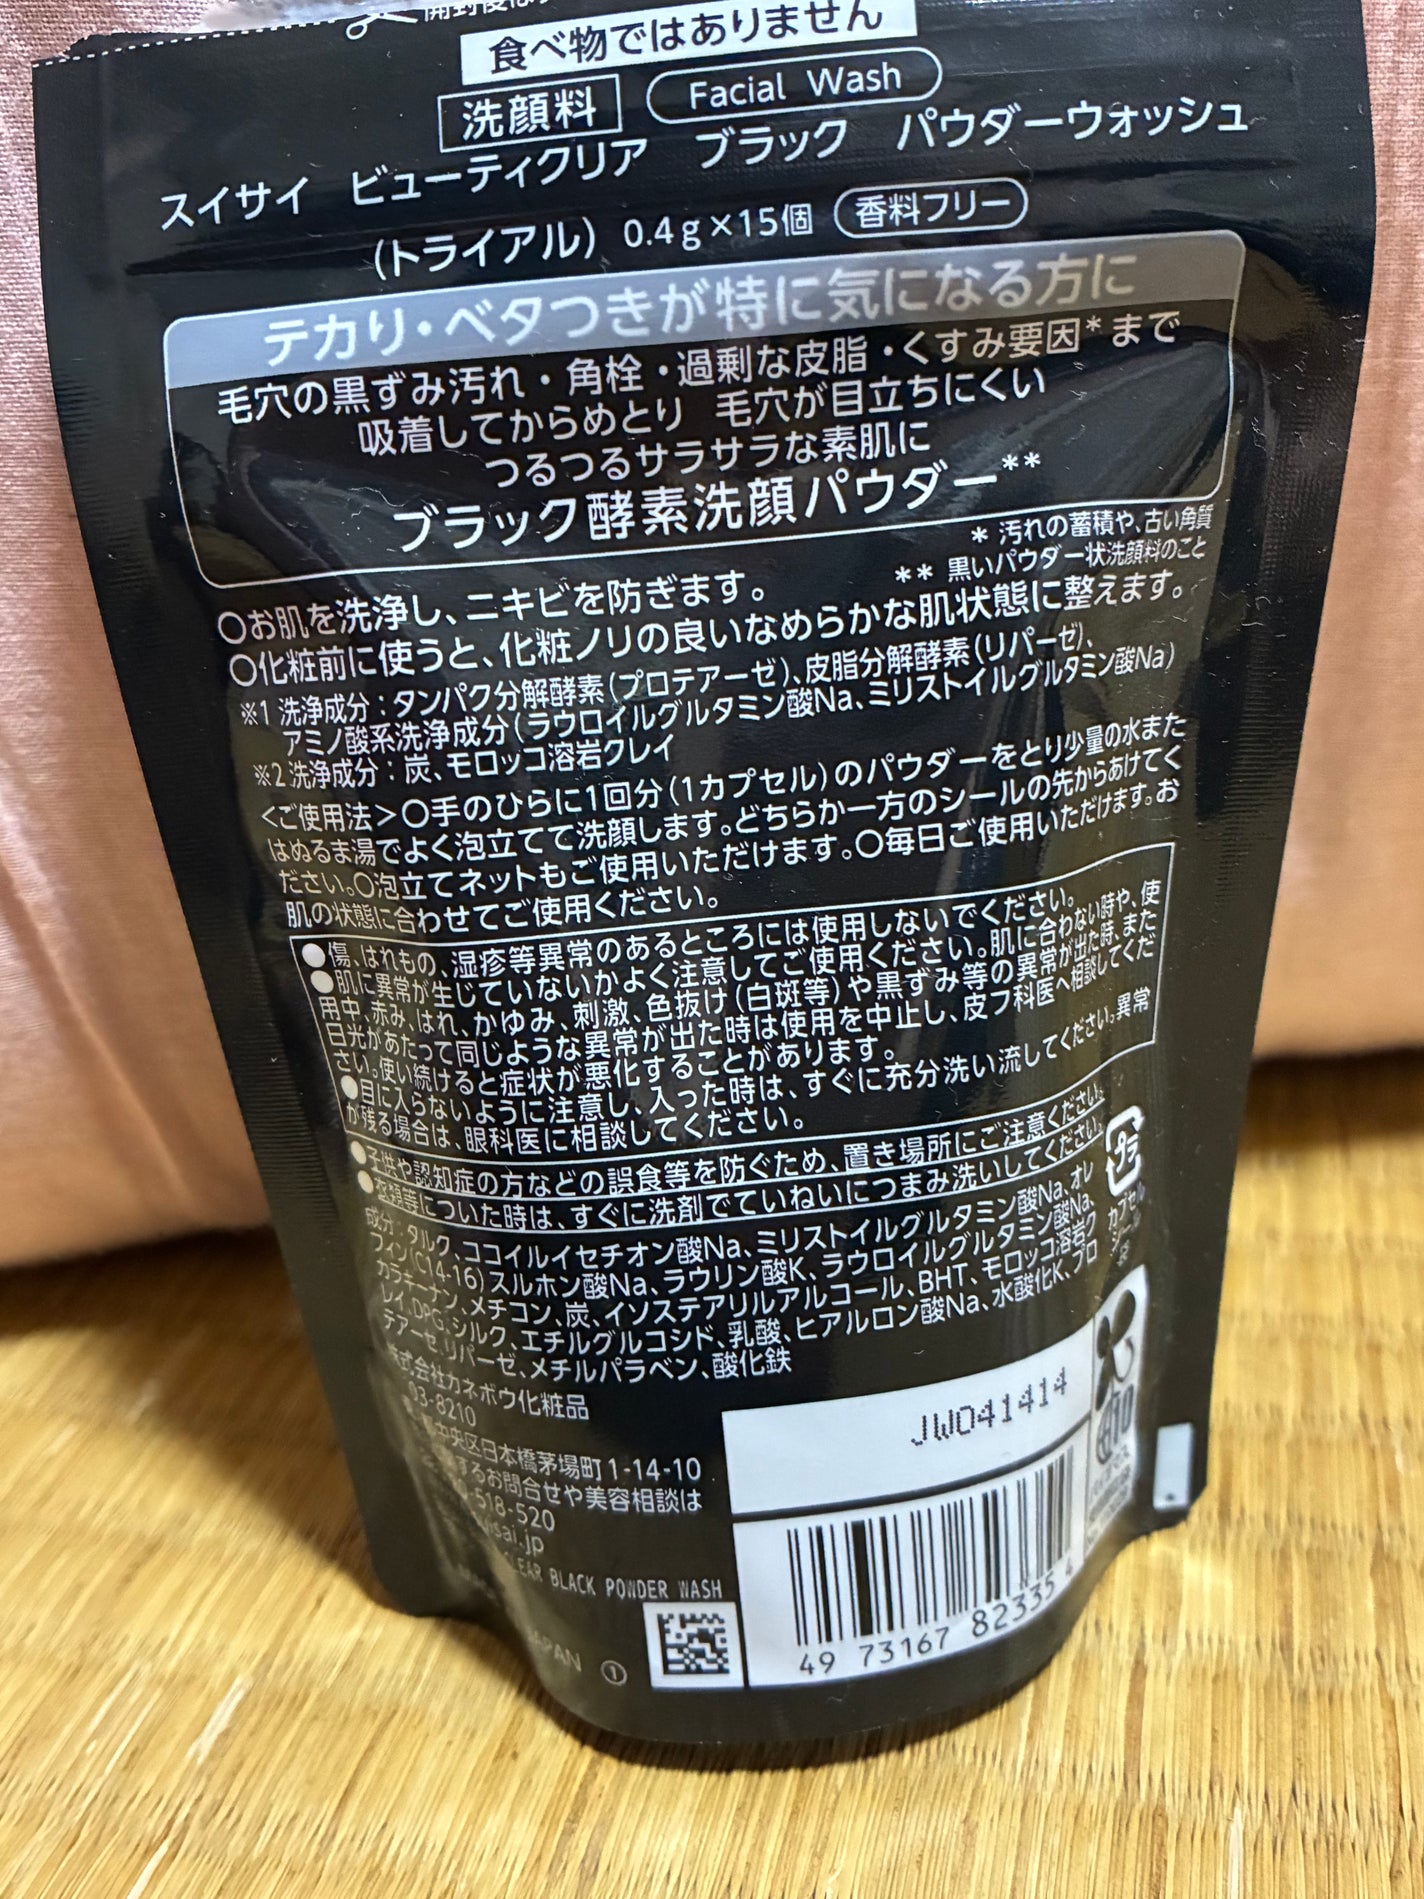 開封後は
食べ物ではありません
洗顔料 Facial Wash
スイサイ ビューティクリア ブラック パウダーウォッシュ
(トライアル) 0.4g×15個 香料フリー
テカリ・ベタつきが特に気になる方に
毛穴の黒ずみ汚れ・角栓・過剰な皮脂・くすみ要因*まで
吸着してからめとり 毛穴が目立ちにくい
つるつるサラサラな素肌に
ブラック酵素洗顔パウダー**
* 汚れの蓄積や、古い角質
** 黒いパウダー状洗顔料のこと
○お肌を洗浄し、ニキビを防ぎます。
○化粧前に使うと、化粧ノリの良いなめらかな肌状態に整えます。
※1 洗浄成分:タンパク分解酵素(プロテアーゼ)、皮脂分解酵素(リパーゼ)、
アミノ酸系洗浄成分(ラウロイルグルタミン酸Na、ミリストイルグルタミン酸Na)
※2 洗浄成分:炭、モロッコ溶岩クレイ
<ご使用法>○手のひらに1回分(1カプセル)のパウダーをとり少量の水また
はぬるま湯でよく泡立てて洗顔します。どちらか一方のシールの先からあけてく
ださい。○泡立てネットもご使用いただけます。○毎日ご使用いただけます。お
肌の状態に合わせてご使用ください。
●傷、はれもの、湿疹等異常のあるところには使用しないでください。
●肌に異常が生じていないかよく注意してご使用ください。肌に合わない時や、使
用中、赤み、はれ、かゆみ、刺激、色抜け(白斑等)や黒ずみ等の異常が出た時、また
日光があたって同じような異常が出た時は使用を中止し、皮フ科医へ相談してくだ
さい。使い続けると症状が悪化することがあります。
●目に入らないように注意し、入った時は、すぐに充分洗い流してください。異常
が残る場合は、眼科医に相談してください。
●子供や認知症の方などの誤食等を防ぐため、置き場所にご注意ください。
●衣類等についた時は、すぐに洗剤でていねいにつまみ洗いしてください。
成分:タルク、ココイルイセチオン酸Na、ミリストイルグルタミン酸Na、オレ
フィン(C14-16)スルホン酸Na、ラウリン酸K、ラウロイルグルタミン酸Na、
カラギーナン、メチコン、炭、イソステアリルアルコール、BHT、モロッコ溶岩ク
レイ、DPG、シルク、エチルグルコシド、乳酸、ヒアルロン酸Na、水酸化K、プロ
テアーゼ、リパーゼ、メチルパラベン、酸化鉄
プラ
カプセル
シール
株式会社カネボウ化粧品
03-8210
中央区日本橋茅場町1-14-10
するお問合せや美容相談は
-518-520
sai.jp
EAR BLACK POWDER WASH
JAPAN ①
JW041414
49 73167 82335 4